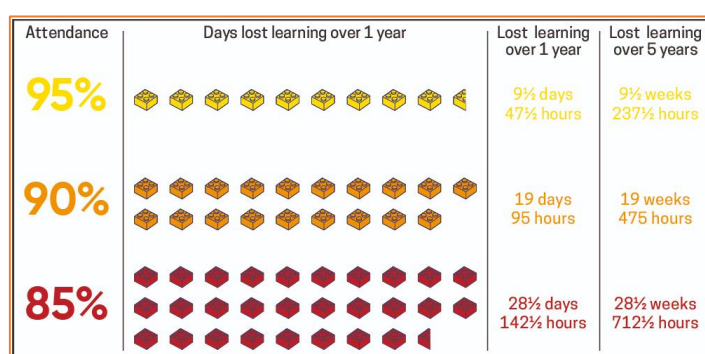 Attendance
Days lost learning over 1 year
Lost learning
over 1 year
Lost learning
over 5 years
95%
9½ days
47½ hours
9½ weeks
237½ hours
90%
19 days
95 hours
19 weeks
475 hours
85%
28½ days
142½ hours
28½ weeks
712½ hours